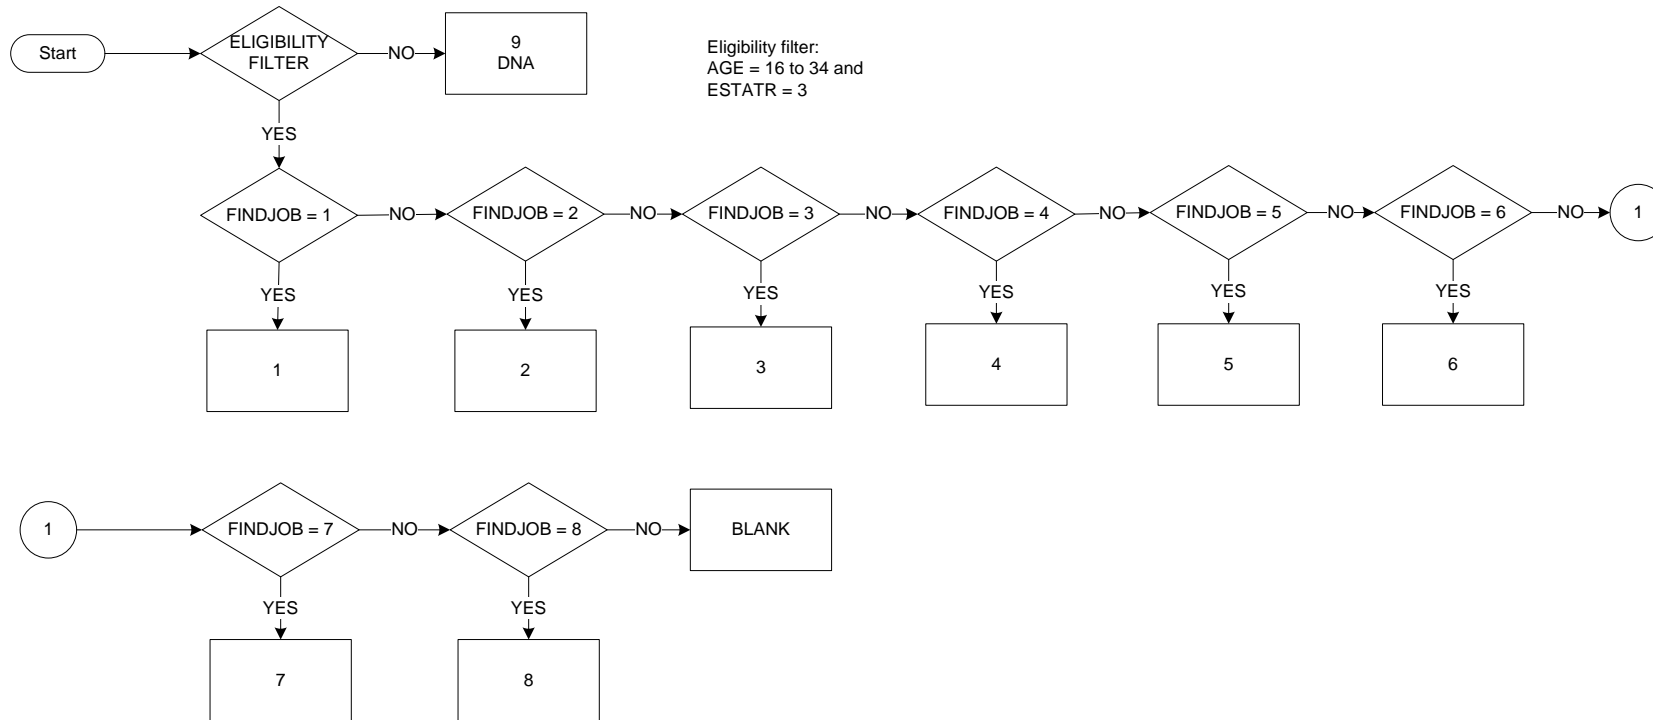 Start
ELIGIBILITY
FILTER
NO
9
DNA
Eligibility filter:
AGE = 16 to 34 and
ESTATR = 3
YES
FINDJOB = 1
NO
FINDJOB = 2
NO
FINDJOB = 3
NO
FINDJOB = 4
NO
FINDJOB = 5
NO
FINDJOB = 6
NO
1
YES
YES
YES
YES
YES
YES
1
2
3
4
5
6
1
FINDJOB = 7
NO
FINDJOB = 8
NO
BLANK
YES
YES
7
8